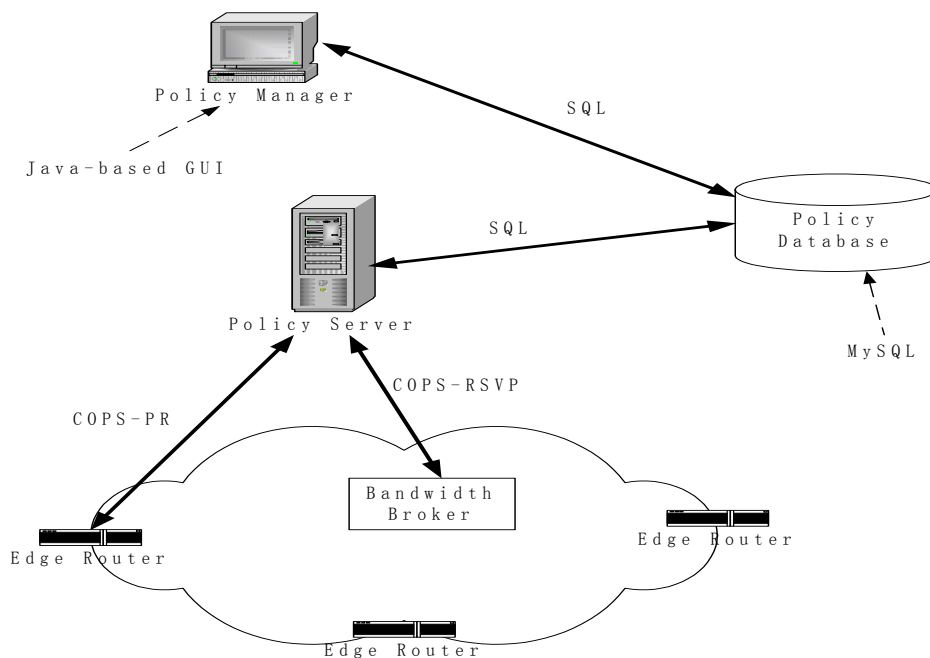 Policy Manager
SQL
Java-based GUI
Policy
Database
SQL
Policy Server
MySQL
COPS-RSVP
COPS-PR
Bandwidth
Broker
Edge Router
Edge Router
Edge Router